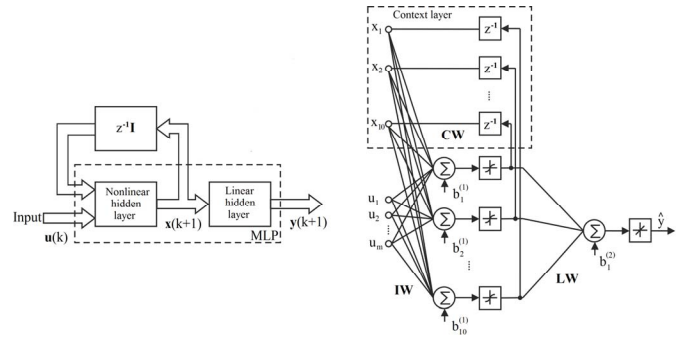 z⁻¹I
Nonlinear
hidden
layer
Linear
hidden
layer
Input
u(k)
x(k+1)
y(k+1)
MLP
Context layer
x₁
z⁻¹
x₂
z⁻¹
x₁₀
z⁻¹
CW
u₁
u₂
uₘ
IW
Σ
b₁⁽¹⁾
Σ
b₂⁽¹⁾
Σ
b₁₀⁽¹⁾
LW
Σ
b₁⁽²⁾
ŷ